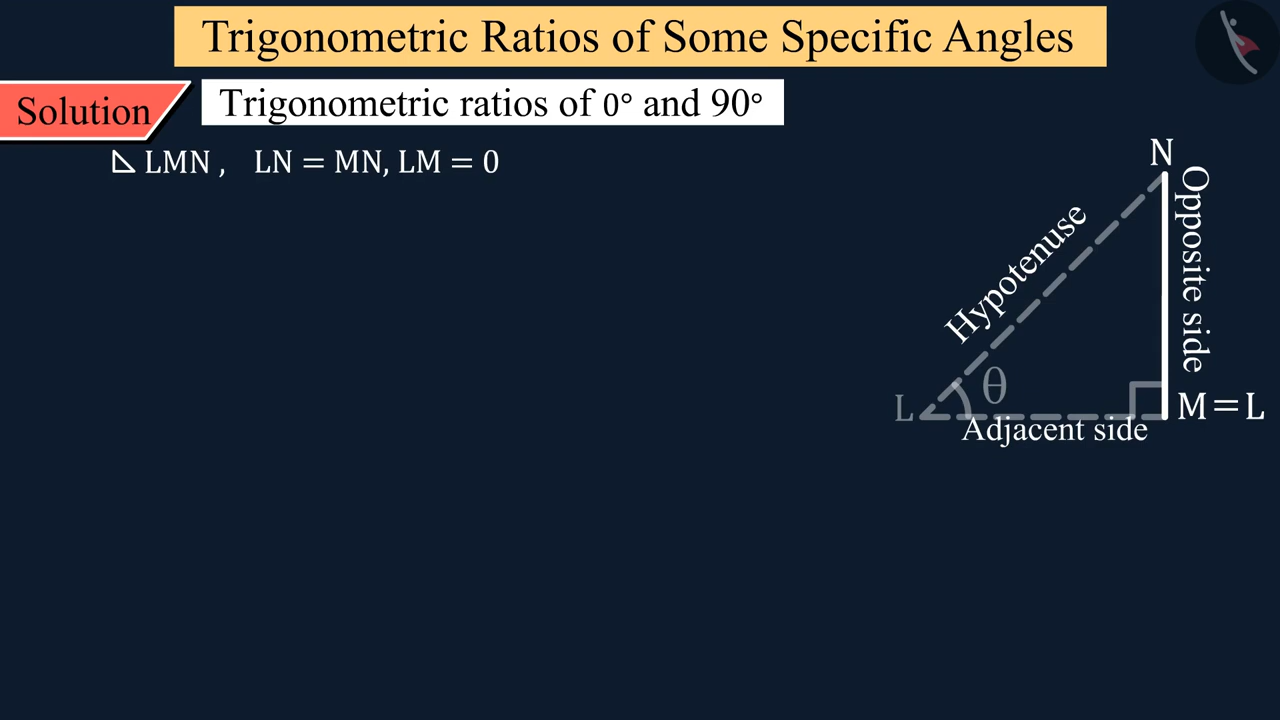 Trigonometric Ratios of Some Specific Angles
Solution
Trigonometric ratios of 0° and 90°
⊿ LMN , LN = MN, LM = 0
N
Opposite side
Hypotenuse
θ
L
M=L
Adjacent side